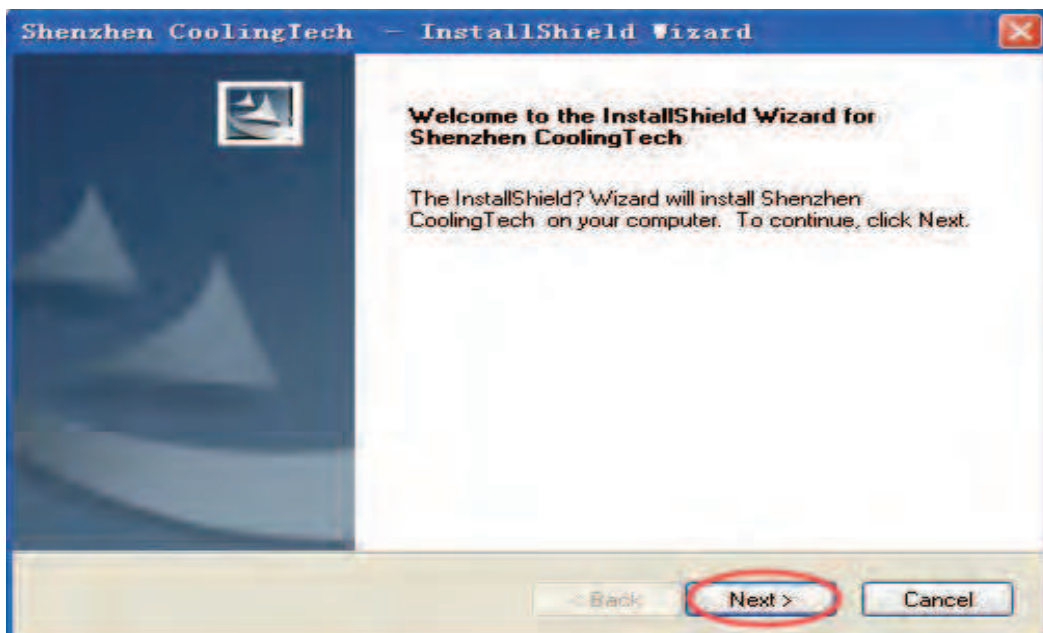 Shenzhen CoolingTech - InstallShield Wizard
Welcome to the InstallShield Wizard for
Shenzhen CoolingTech
The InstallShield? Wizard will install Shenzhen
CoolingTech on your computer. To continue, click Next.
< Back
Next >
Cancel